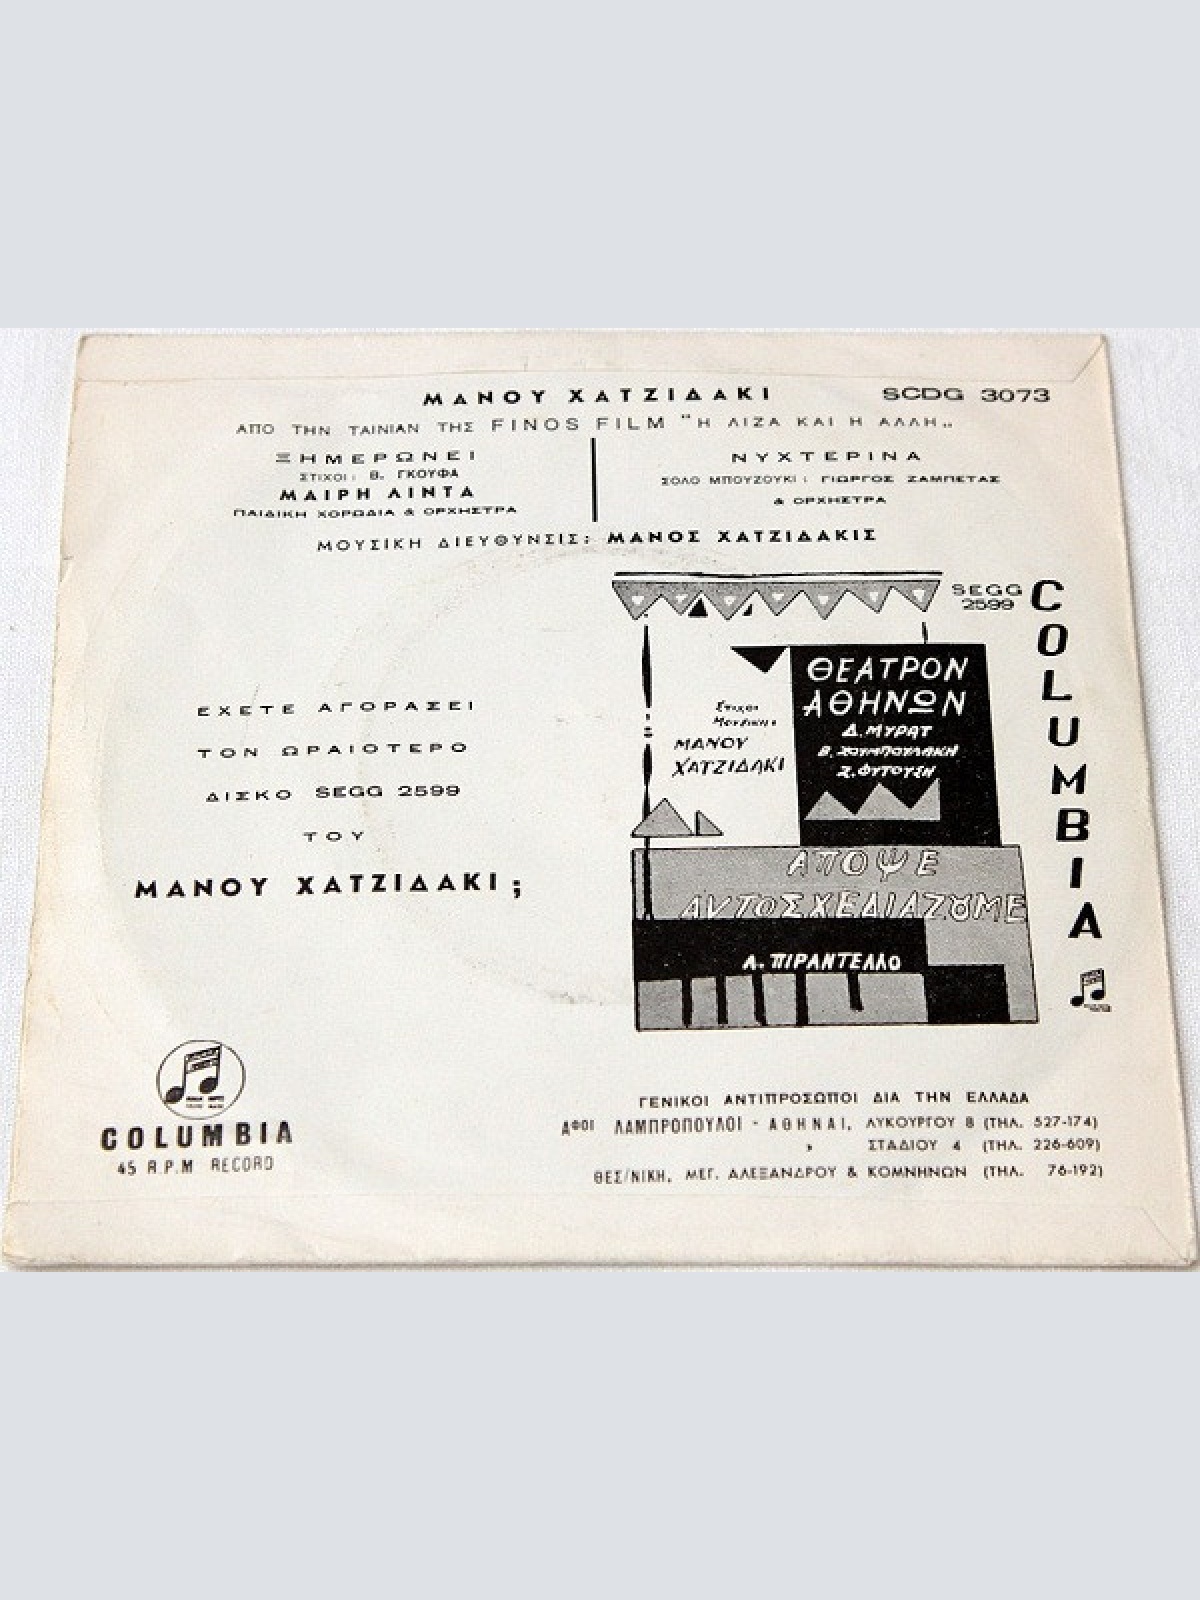 ΜΑΝΟΥ ΧΑΤΖΙΔΑΚΙ
SCDG 3073
ΑΠΟ ΤΗΝ ΤΑΙΝΙΑΝ ΤΗΣ FINOS FILM "Η ΛΙΖΑ ΚΑΙ Η ΑΛΛΗ„
ΞΗΜΕΡΩΝΕΙ
ΣΤΙΧΟΙ: Β. ΓΚΟΥΦΑ
ΜΑΙΡΗ ΛΙΝΤΑ
ΠΑΙΔΙΚΗ ΧΟΡΩΔΙΑ & ΟΡΧΗΣΤΡΑ
ΝΥΧΤΕΡΙΝΑ
ΣΟΛΟ ΜΠΟΥΖΟΥΚΙ: ΓΙΩΡΓΟΣ ΖΑΜΠΕΤΑΣ
& ΟΡΧΗΣΤΡΑ
ΜΟΥΣΙΚΗ ΔΙΕΥΘΥΝΣΙΣ: ΜΑΝΟΣ ΧΑΤΖΙΔΑΚΙΣ
ΕΧΕΤΕ ΑΓΟΡΑΣΕΙ
ΤΟΝ ΩΡΑΙΟΤΕΡΟ
ΔΙΣΚΟ SEGG 2599
ΤΟΥ
ΜΑΝΟΥ ΧΑΤΖΙΔΑΚΙ;
SEGG
2599
COLUMBIA
ΘΕΑΤΡΟΝ
ΑΘΗΝΩΝ
Δ. ΜΥΡΑΤ
Β. ΖΟΥΜΠΟΥΛΑΚΗ
Σ. ΦΥΤΟΥΣΗ
Στιχοι
Μουσικη:
ΜΑΝΟΥ
ΧΑΤΖΙΔΑΚΙ
ΑΠΟΨΕ
ΑΥΤΟΣΧΕΔΙΑΖΟΥΜΕ
Λ. ΠΙΡΑΝΤΕΛΛΟ
COLUMBIA
45 R.P.M RECORD
ΓΕΝΙΚΟΙ ΑΝΤΙΠΡΟΣΩΠΟΙ ΔΙΑ ΤΗΝ ΕΛΛΑΔΑ
ΑΦΟΙ ΛΑΜΠΡΟΠΟΥΛΟΙ - ΑΘΗΝΑΙ, ΛΥΚΟΥΡΓΟΥ 8 (ΤΗΛ. 527-174)
, ΣΤΑΔΙΟΥ 4 (ΤΗΛ. 226-609)
ΘΕΣ/ΝΙΚΗ, ΜΕΓ. ΑΛΕΞΑΝΔΡΟΥ & ΚΟΜΝΗΝΩΝ (ΤΗΛ. 76-192)